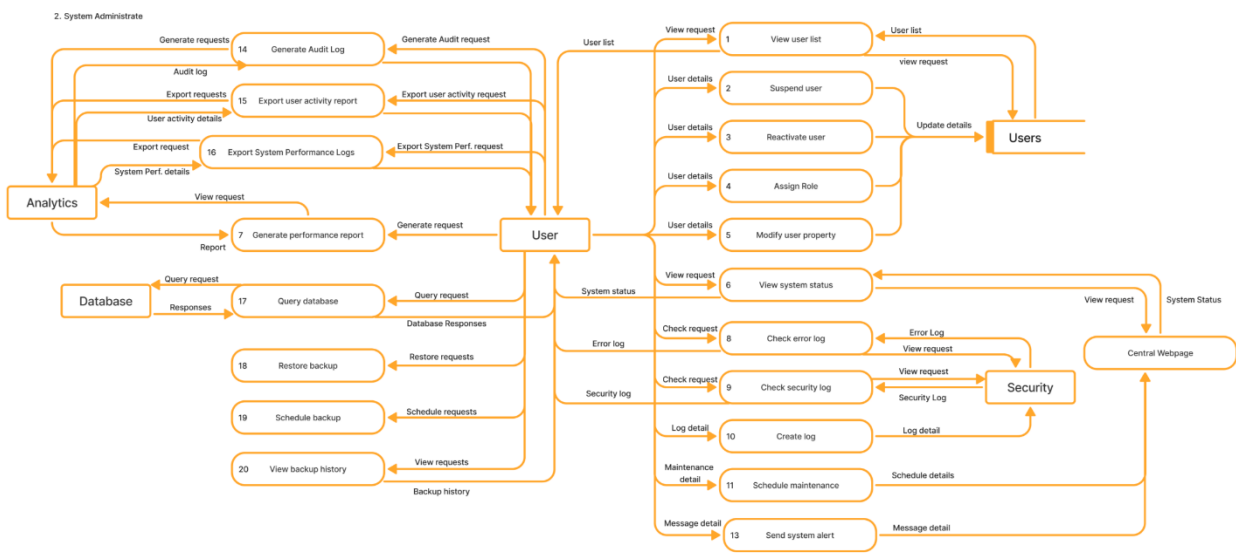 2. System Administrate
Generate requests
14 Generate Audit Log
Generate Audit request
Audit log
Export requests
15 Export user activity report
Export user activity request
User activity details
Export request
16 Export System Performance Logs
Export System Perf. request
System Perf. details
Analytics
View request
7 Generate performance report
Generate request
Report
User
Query request
Database
17 Query database
Query request
Responses
Database Responses
18 Restore backup
Restore requests
19 Schedule backup
Schedule requests
20 View backup history
View requests
Backup history
User list
View request
1 View user list
User list
view request
User details
2 Suspend user
User details
3 Reactivate user
Update details
Users
User details
4 Assign Role
User details
5 Modify user property
View request
6 View system status
System status
View request
System Status
Central Webpage
Check request
8 Check error log
Error log
Error Log
View request
Check request
9 Check security log
Security log
View request
Security Log
Security
Log detail
10 Create log
Log detail
Maintenance
detail
11 Schedule maintenance
Schedule details
Message detail
13 Send system alert
Message detail